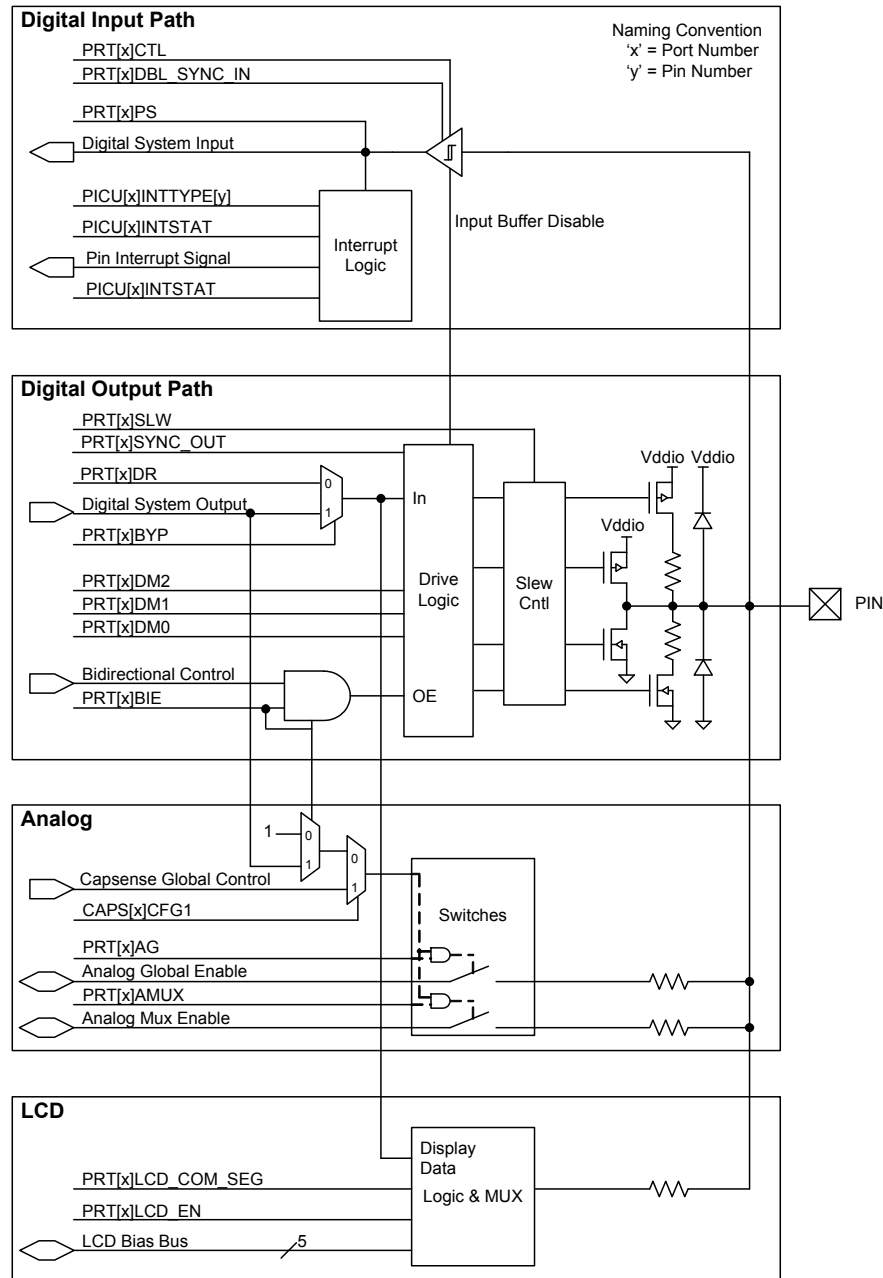 Digital Input Path
Naming Convention
‘x’ = Port Number
‘y’ = Pin Number
PRT[x]CTL
PRT[x]DBL_SYNC_IN
PRT[x]PS
Digital System Input
PICU[x]INTTYPE[y]
PICU[x]INTSTAT
Pin Interrupt Signal
PICU[x]INTSTAT
Interrupt
Logic
Input Buffer Disable
Digital Output Path
PRT[x]SLW
PRT[x]SYNC_OUT
PRT[x]DR
Digital System Output
PRT[x]BYP
0
1
PRT[x]DM2
PRT[x]DM1
PRT[x]DM0
Bidirectional Control
PRT[x]BIE
In
Drive
Logic
OE
Slew
Cntl
Vddio Vddio
Vddio
PIN
Analog
1
0
1
0
1
Capsense Global Control
CAPS[x]CFG1
Switches
PRT[x]AG
Analog Global Enable
PRT[x]AMUX
Analog Mux Enable
LCD
Display
Data
Logic & MUX
PRT[x]LCD_COM_SEG
PRT[x]LCD_EN
LCD Bias Bus
5